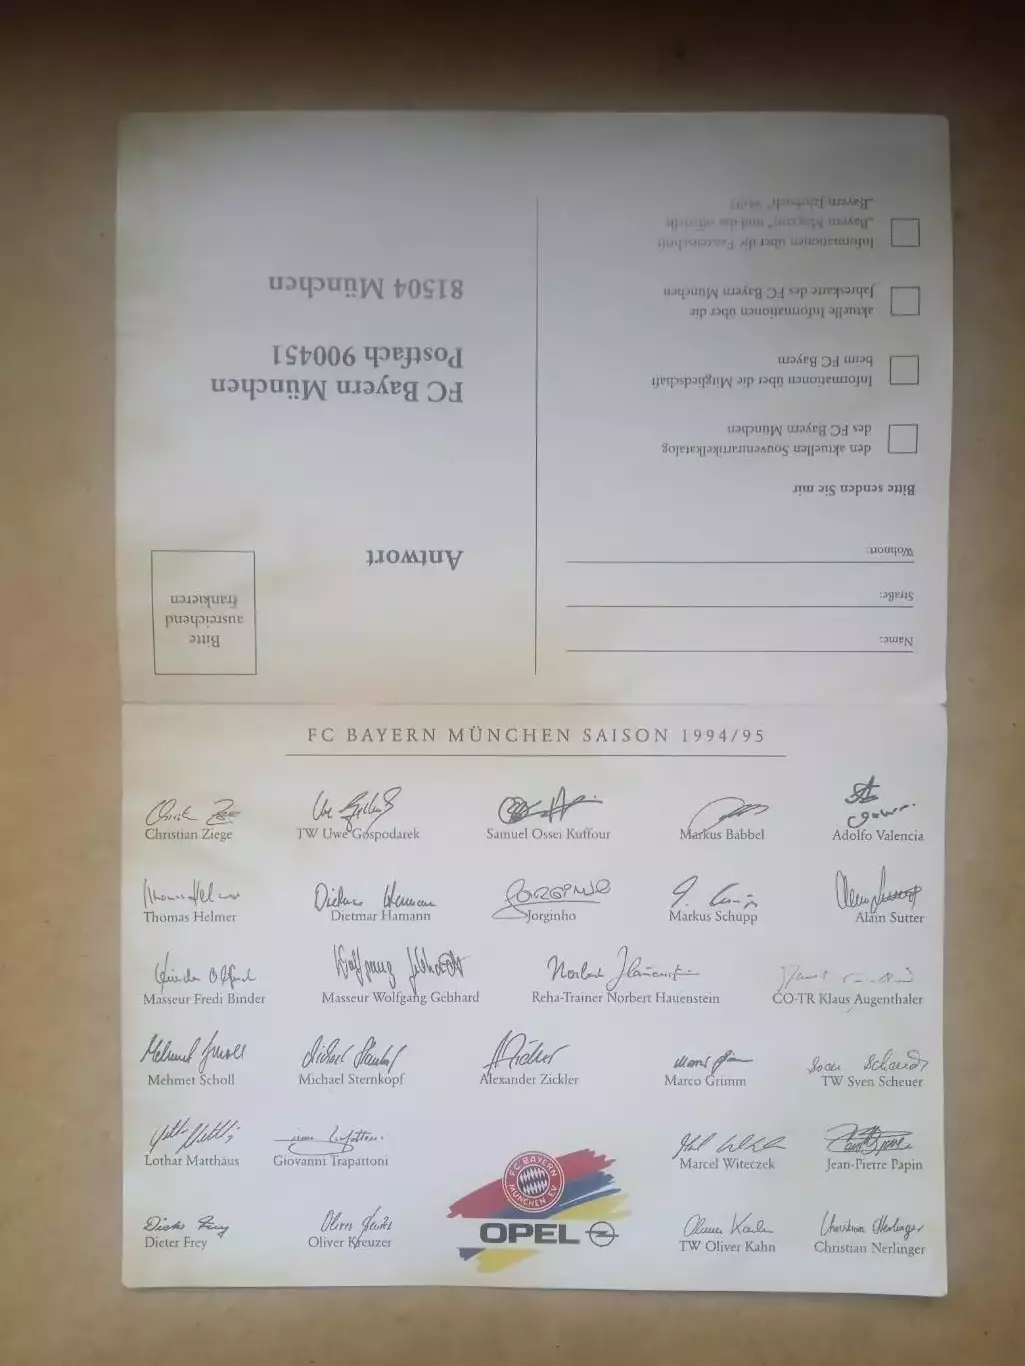 Antwort
FC Bayern München
Postfach 900451
81504 München
Bitte
ausreichend
frankieren
Name:
Straße:
Wohnort:
Bitte senden Sie mir
den aktuellen Souvenirartikelkatalog
des FC Bayern München
Informationen über die Mitgliedschaft
beim FC Bayern
aktuelle Informationen über die
Jahreskarte des FC Bayern München
Informationen über die Fanzeitschrift
„Bayern Magazin“ und das offizielle
„Bayern Jahrbuch“
FC BAYERN MÜNCHEN SAISON 1994/95
Christian Ziege
TW Uwe Gospodarek
Samuel Ossei Kuffour
Markus Babbel
Adolfo Valencia
Thomas Helmer
Dietmar Hamann
Jorginho
Markus Schupp
Alain Sutter
Masseur Fredi Binder
Masseur Wolfgang Gebhard
Reha-Trainer Norbert Hauenstein
CO-TR Klaus Augenthaler
Mehmet Scholl
Michael Sternkopf
Alexander Zickler
Marco Grimm
TW Sven Scheuer
Lothar Matthäus
Giovanni Trapattoni
Marcel Witeczek
Jean-Pierre Papin
Dieter Frey
Oliver Kreuzer
FC BAYERN
MÜNCHEN EV
OPEL
TW Oliver Kahn
Christian Nerlinger